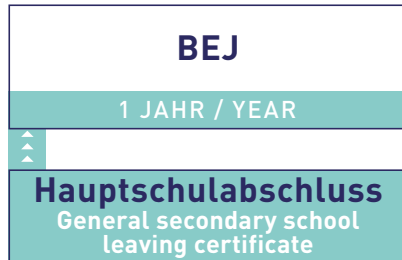 BEJ
1 JAHR / YEAR
Hauptschulabschluss
General secondary school
leaving certificate